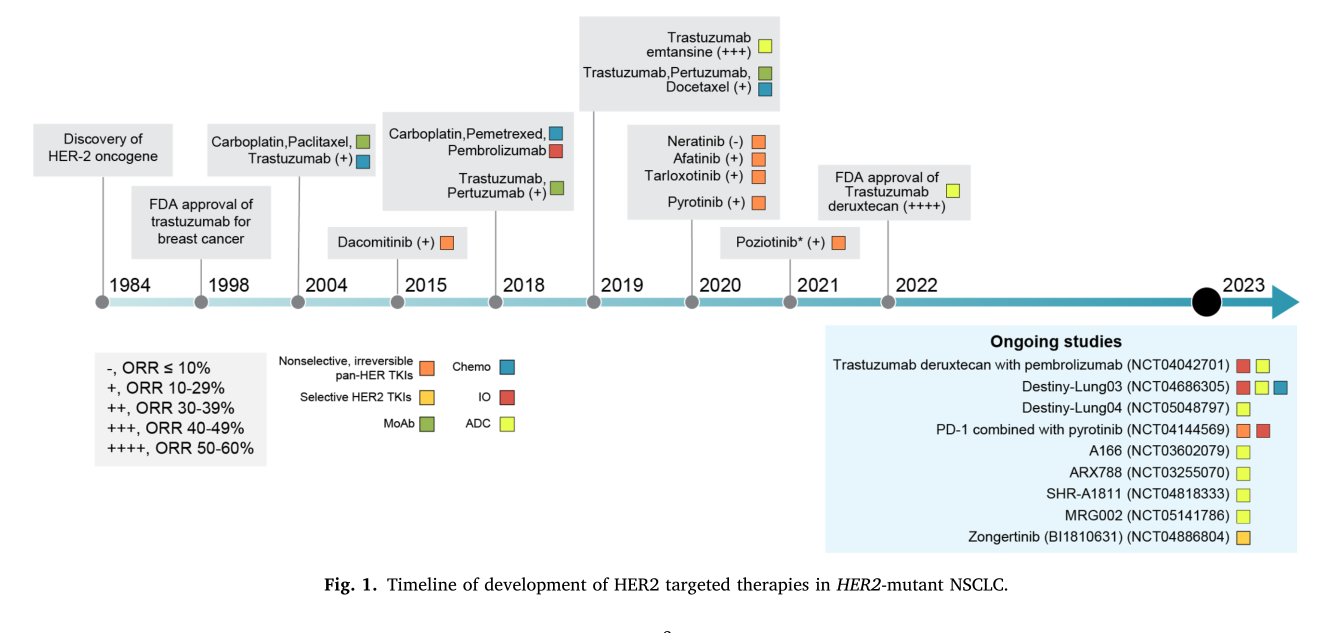 Trastuzumab
emtansine (+++)
Trastuzumab,Pertuzumab,
Docetaxel (+)
Discovery of
HER-2 oncogene
Carboplatin,Paclitaxel,
Trastuzumab (+)
Carboplatin,Pemetrexed,
Pembrolizumab
Trastuzumab,
Pertuzumab (+)
Neratinib (-)
Afatinib (+)
Tarloxotinib (+)
Pyrotinib (+)
FDA approval of
Trastuzumab
deruxtecan (++++)
FDA approval of
trastuzumab for
breast cancer
Dacomitinib (+)
Poziotinib* (+)
1984 1998 2004 2015 2018 2019 2020 2021 2022 2023
-, ORR ≤ 10%
+, ORR 10-29%
++, ORR 30-39%
+++, ORR 40-49%
++++, ORR 50-60%
Nonselective, irreversible
pan-HER TKIs
Selective HER2 TKIs
MoAb
Chemo
IO
ADC
Ongoing studies
Trastuzumab deruxtecan with pembrolizumab (NCT04042701)
Destiny-Lung03 (NCT04686305)
Destiny-Lung04 (NCT05048797)
PD-1 combined with pyrotinib (NCT04144569)
A166 (NCT03602079)
ARX788 (NCT03255070)
SHR-A1811 (NCT04818333)
MRG002 (NCT05141786)
Zongertinib (BI1810631) (NCT04886804)
Fig. 1. Timeline of development of HER2 targeted therapies in HER2-mutant NSCLC.